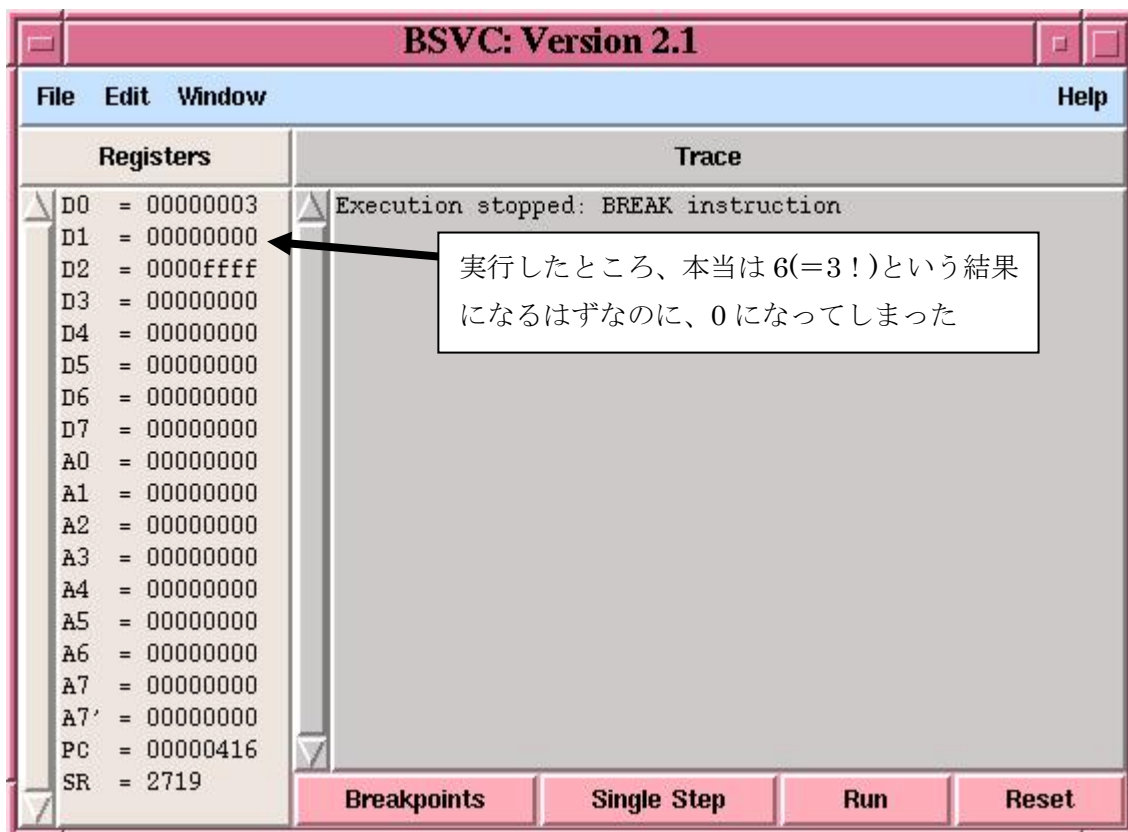 BSVC: Version 2.1
File Edit Window Help
Registers
Trace
D0 = 00000003
D1 = 00000000
D2 = 0000ffff
D3 = 00000000
D4 = 00000000
D5 = 00000000
D6 = 00000000
D7 = 00000000
A0 = 00000000
A1 = 00000000
A2 = 00000000
A3 = 00000000
A4 = 00000000
A5 = 00000000
A6 = 00000000
A7 = 00000000
A7' = 00000000
PC = 00000416
SR = 2719
Execution stopped: BREAK instruction
実行したところ、本当は 6(=3！)という結果
になるはずなのに、0 になってしまった
Breakpoints Single Step Run Reset